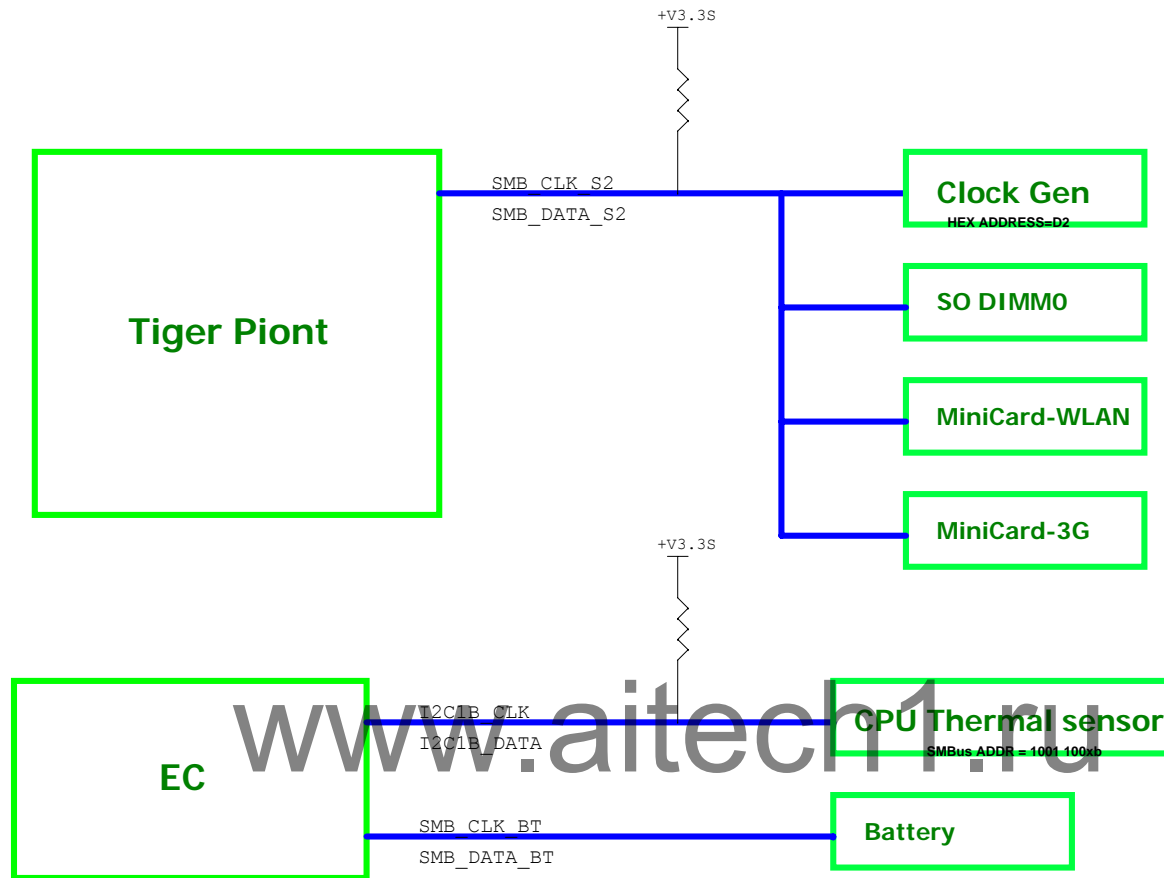 +V3.3S
SMB_CLK_S2
SMB_DATA_S2
Clock Gen
HEX ADDRESS=D2
SO DIMM0
Tiger Piont
MiniCard-WLAN
MiniCard-3G
+V3.3S
I2C1B_CLK
I2C1B_DATA
CPU Thermal sensor
SMBus ADDR = 1001 100xb
www.aitech1.ru
EC
SMB_CLK_BT
SMB_DATA_BT
Battery